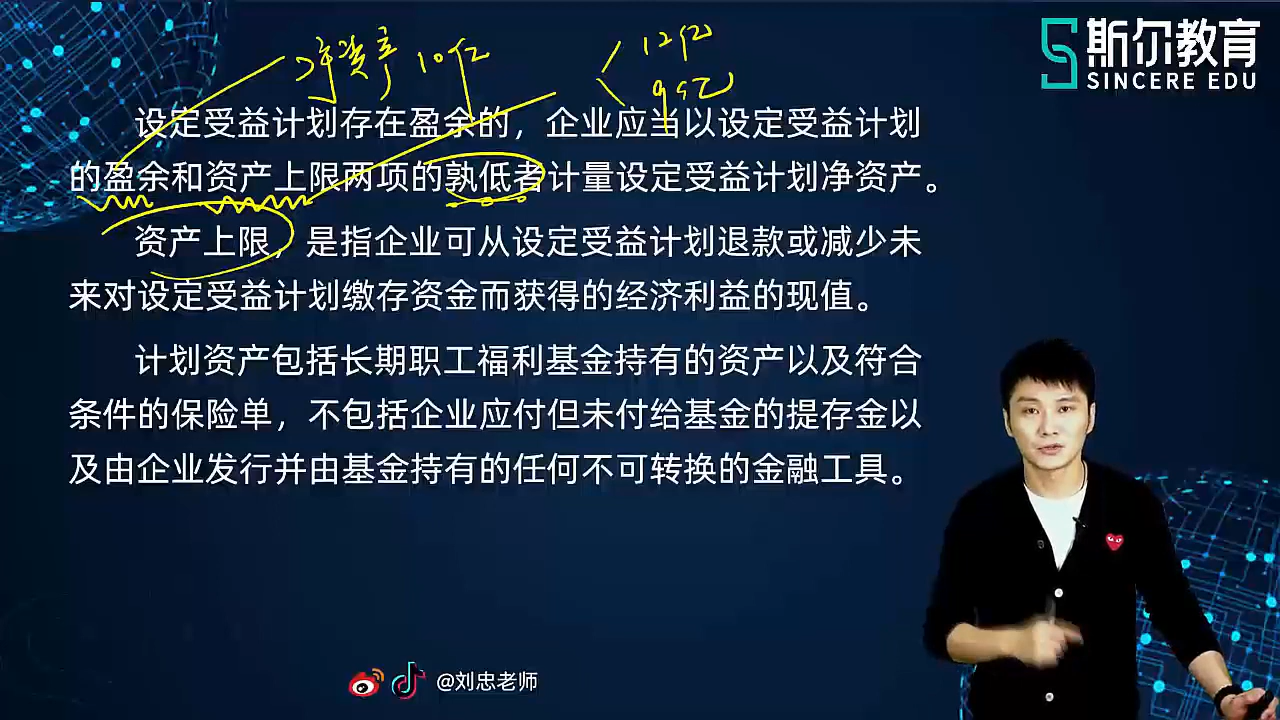 斯尔教育
SINCERE EDU
净资产 10亿
12亿
9.5亿
设定受益计划存在盈余的，企业应当以设定受益计划
的盈余和资产上限两项的孰低者计量设定受益计划净资产。
资产上限，是指企业可从设定受益计划退款或减少未
来对设定受益计划缴存资金而获得的经济利益的现值。
计划资产包括长期职工福利基金持有的资产以及符合
条件的保险单，不包括企业应付但未付给基金的提存金以
及由企业发行并由基金持有的任何不可转换的金融工具。
@刘忠老师